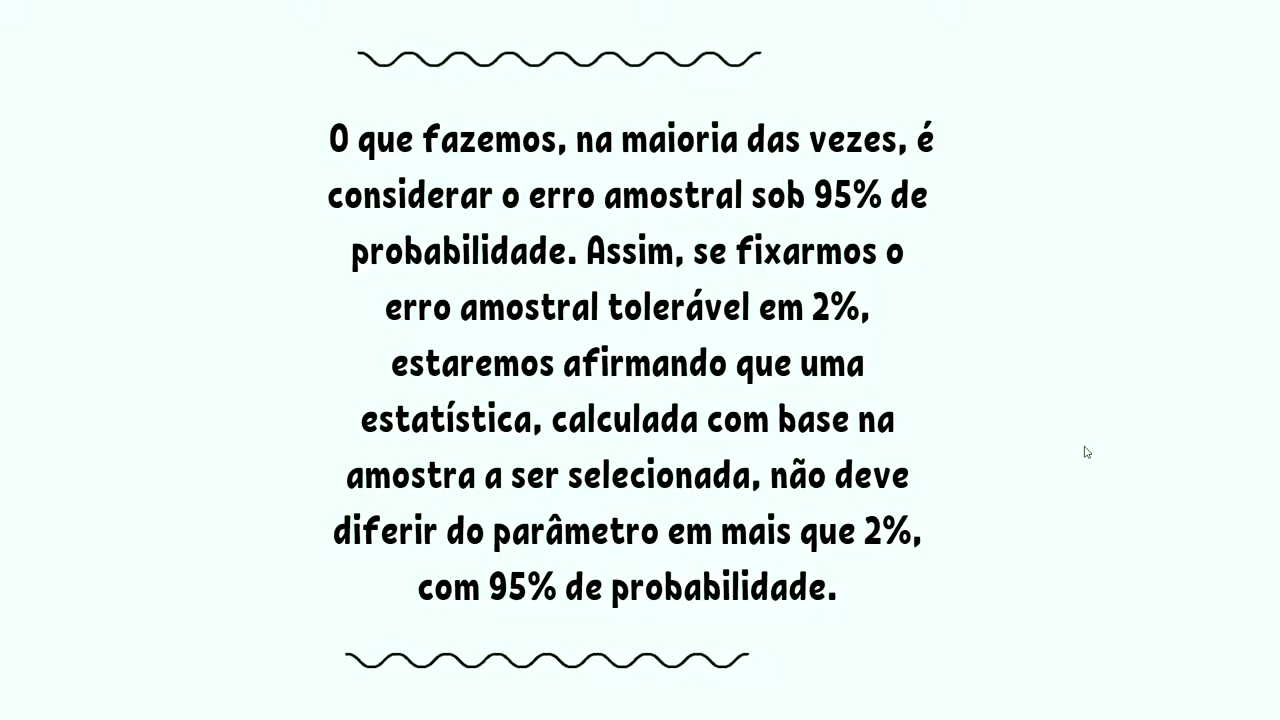 O que fazemos, na maioria das vezes, é
considerar o erro amostral sob 95% de
probabilidade. Assim, se fixarmos o
erro amostral tolerável em 2%,
estaremos afirmando que uma
estatística, calculada com base na
amostra a ser selecionada, não deve
diferir do parâmetro em mais que 2%,
com 95% de probabilidade.